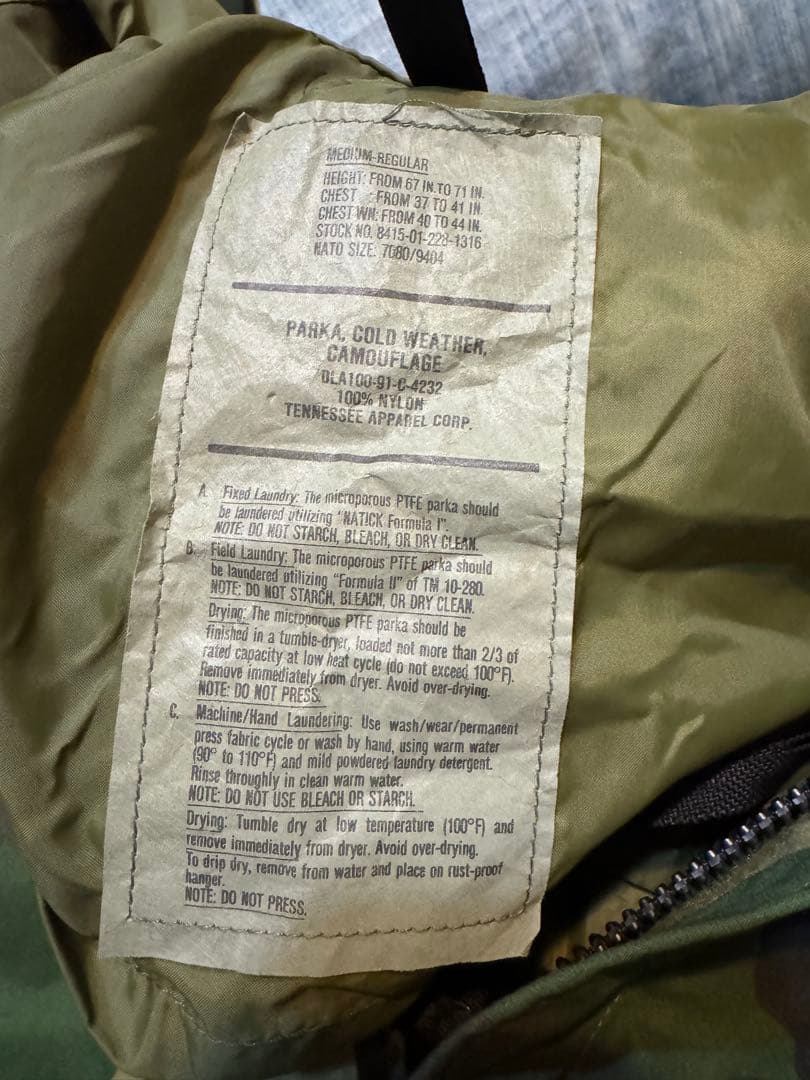 MEDIUM-REGULAR
HEIGHT: FROM 67 IN. TO 71 IN.
CHEST : FROM 37 TO 41 IN.
CHEST WN: FROM 40 TO 44 IN.
STOCK NO. 8415-01-228-1316
NATO SIZE: 7080/9404
PARKA, COLD WEATHER,
CAMOUFLAGE
DLA100-91-C-4232
100% NYLON
TENNESSEE APPAREL CORP.
A. Fixed Laundry: The microporous PTFE parka should
be laundered utilizing "NATICK Formula I".
NOTE: DO NOT STARCH, BLEACH, OR DRY CLEAN.
B. Field Laundry: The microporous PTFE parka should
be laundered utilizing "Formula II" of TM 10-280.
NOTE: DO NOT STARCH, BLEACH, OR DRY CLEAN.
Drying: The microporous PTFE parka should be
finished in a tumble-dryer, loaded not more than 2/3 of
rated capacity at low heat cycle (do not exceed 100°F).
Remove immediately from dryer. Avoid over-drying.
NOTE: DO NOT PRESS.
C. Machine/Hand Laundering: Use wash/wear/permanent
press fabric cycle or wash by hand, using warm water
(90° to 110°F) and mild powdered laundry detergent.
Rinse throughly in clean warm water.
NOTE: DO NOT USE BLEACH OR STARCH.
Drying: Tumble dry at low temperature (100°F) and
remove immediately from dryer. Avoid over-drying.
To drip dry, remove from water and place on rust-proof
hanger.
NOTE: DO NOT PRESS.